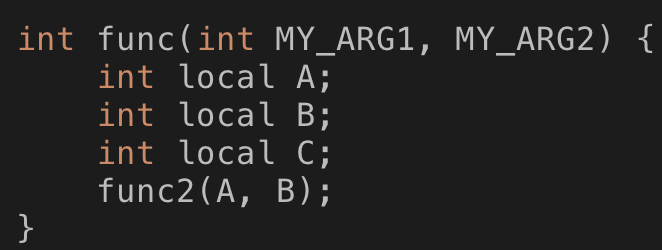 int func(int MY_ARG1, MY_ARG2) {
    int local A;
    int local B;
    int local C;
    func2(A, B);
}